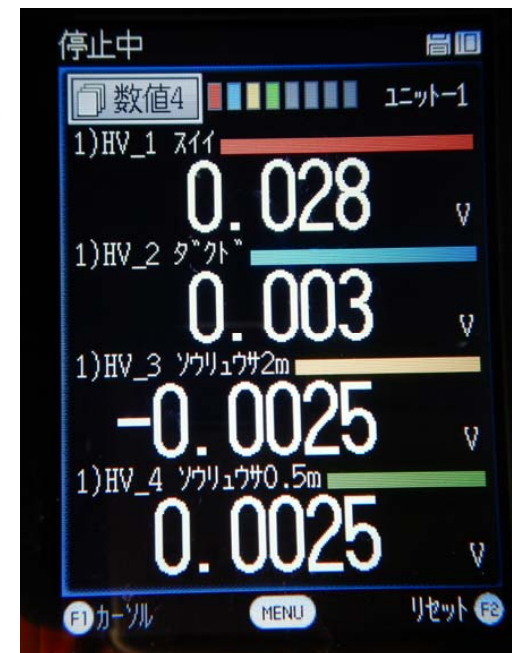 停止中
数値4 ユニット-1
1)HV_1 スイイ
0.028 V
1)HV_2 ダクド
0.003 V
1)HV_3 ソウリュウサ2m
-0.0025 V
1)HV_4 ソウリュウサ0.5m
0.0025 V
F1 カーソル MENU リセット F2